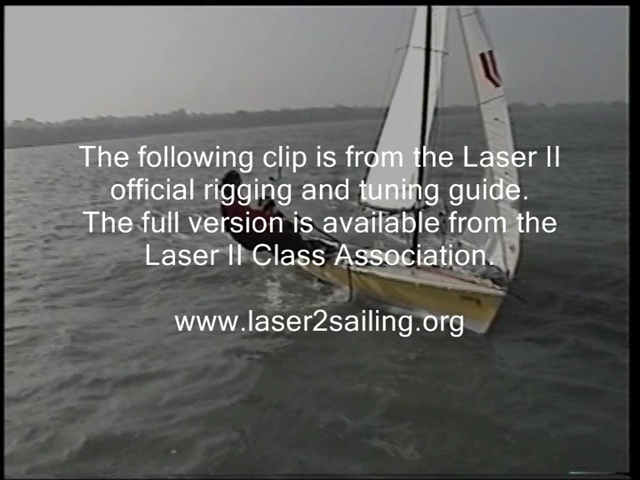 The following clip is from the Laser II
official rigging and tuning guide.
The full version is available from the
Laser II Class Association.
www.laser2sailing.org